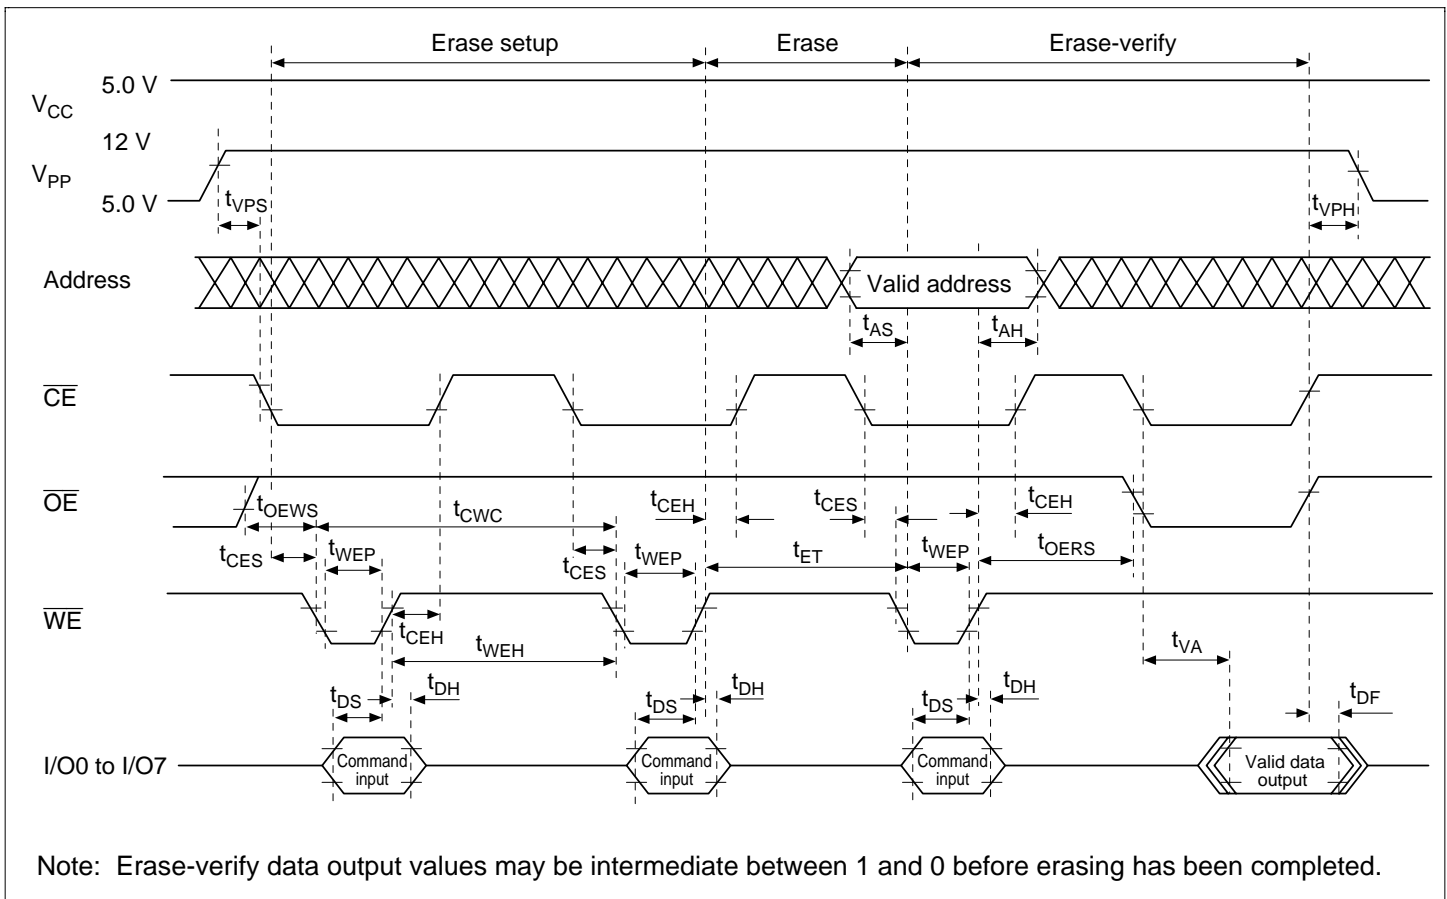 Erase setup Erase Erase-verify
5.0 V
VCC
12 V
VPP
5.0 V
tVPS tVPH
Address Valid address
tAS tAH
CE
OE
tOEWS tCWC tCEH tCES tCEH
tCES tWEP tCES tWEP tET tWEP tOERS
WE
tCEH tWEH tVA
tDS tDH tDS tDH tDS tDH tDF
I/O0 to I/O7
Command input
Command input
Command input
Valid data output
Note: Erase-verify data output values may be intermediate between 1 and 0 before erasing has been completed.